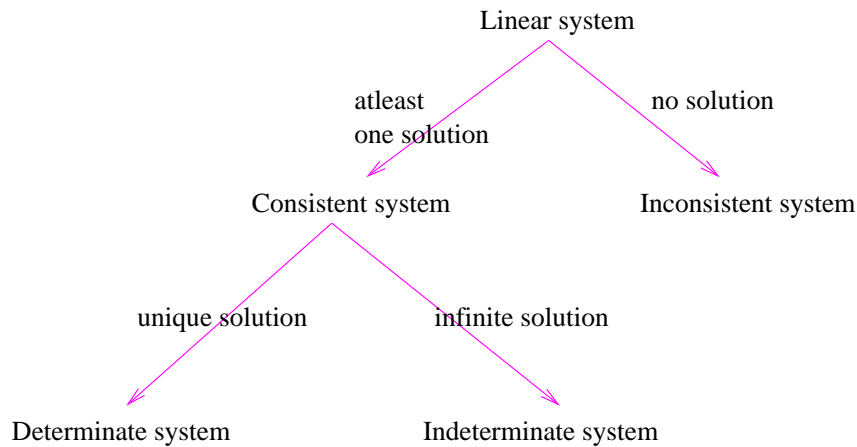 Linear system
atleast
one solution
no solution
Consistent system
Inconsistent system
unique solution
infinite solution
Determinate system
Indeterminate system